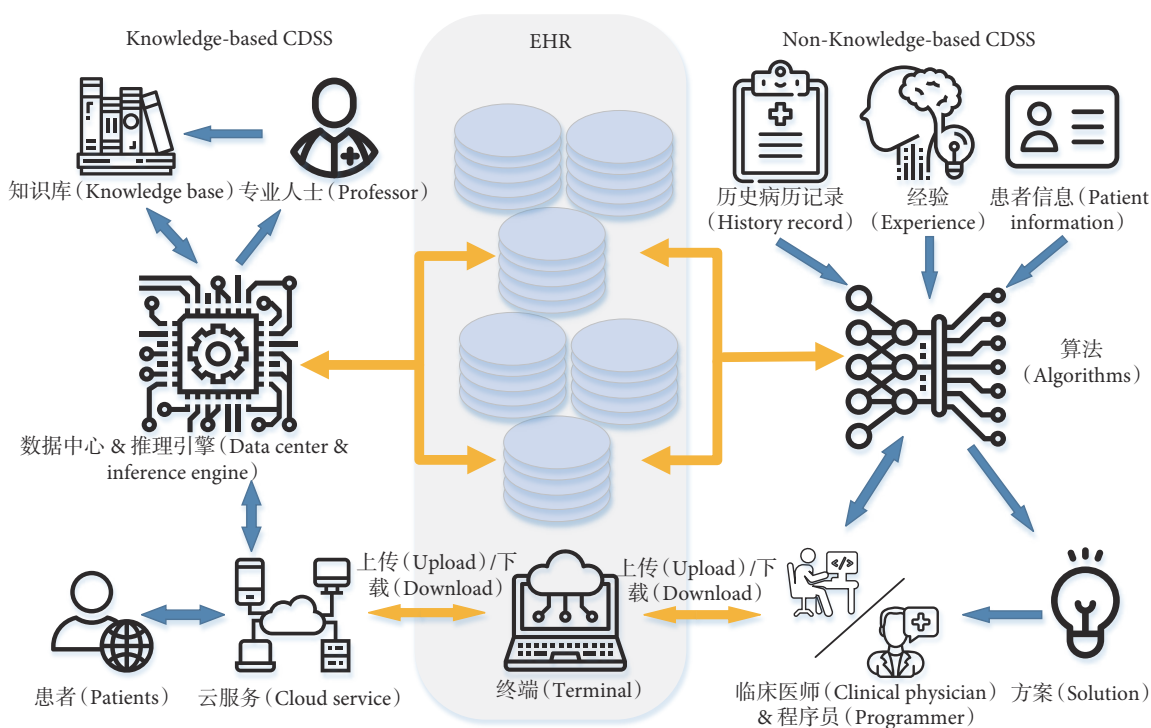 Knowledge-based CDSS
EHR
Non-Knowledge-based CDSS
知识库(Knowledge base)
专业人士(Professor)
历史病历记录
(History record)
经验
(Experience)
患者信息(Patient
information)
算法
(Algorithms)
数据中心 & 推理引擎(Data center &
inference engine)
上传(Upload)/下
载(Download)
上传(Upload)/下
载(Download)
</>
患者(Patients)
云服务(Cloud service)
终端(Terminal)
临床医师(Clinical physician)
& 程序员(Programmer)
方案(Solution)